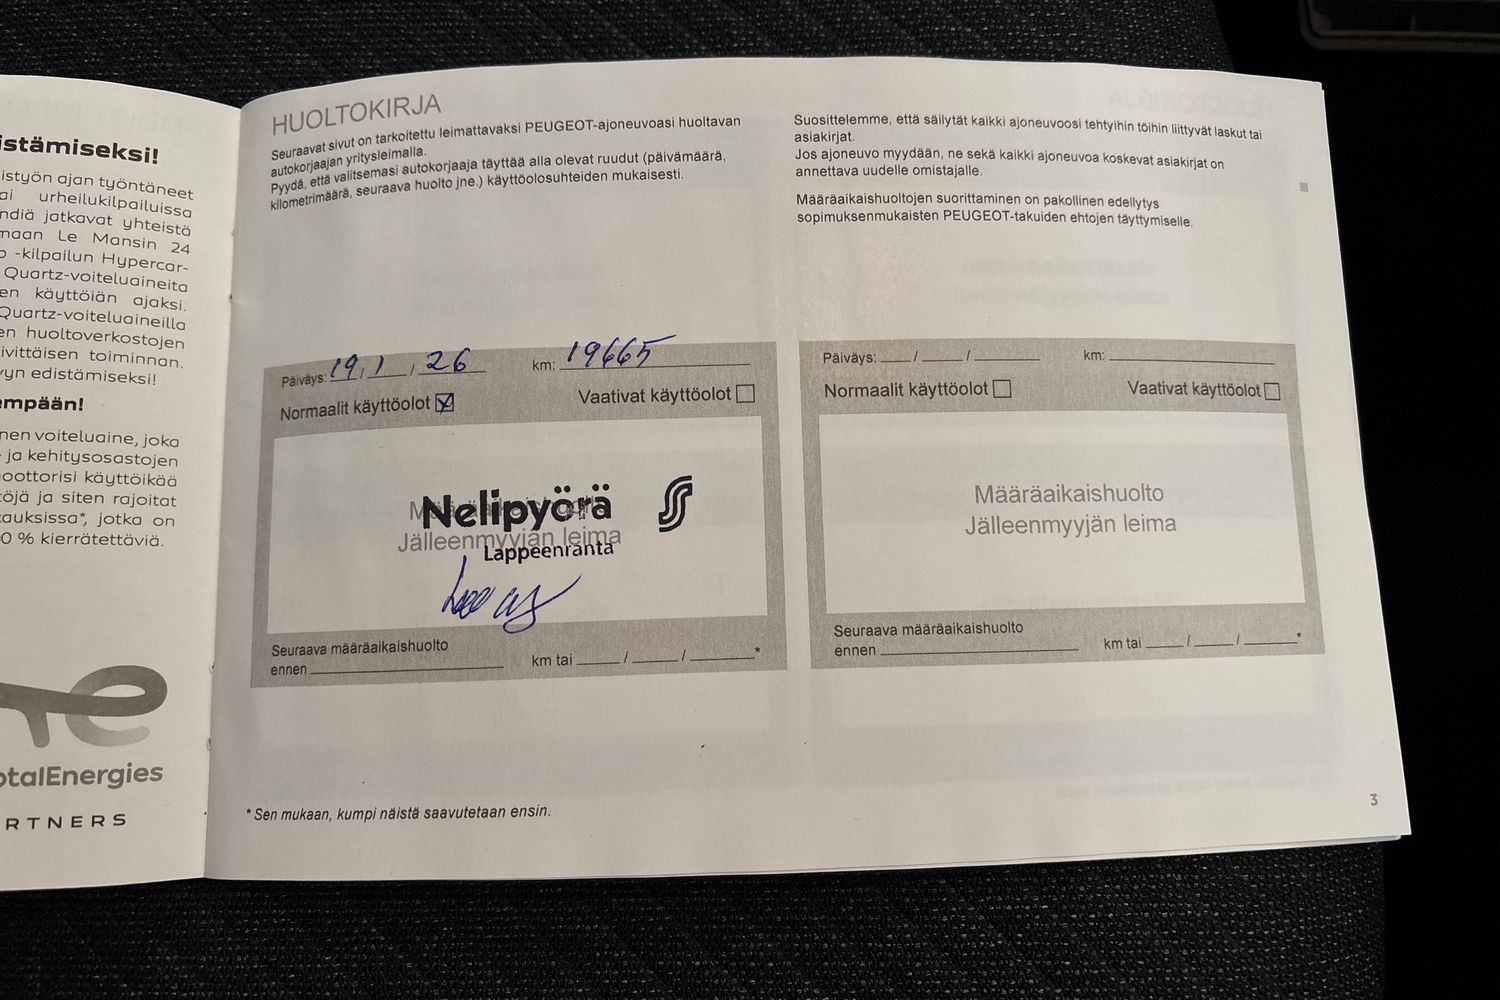 istämiseksi!
istyön ajan työntäneet
ai urheilukilpailuissa
ndiä jatkavat yhteistä
maan Le Mansin 24
o -kilpailun Hypercar-
Quartz-voiteluaineita
en käyttöiän ajaksi.
Quartz-voiteluaineilla
en huoltoverkostojen
ivittäisen toiminnan.
yyn edistämiseksi!
empään!
nen voiteluaine, joka
- ja kehitysosastojen
oottorisi käyttöikää
töjä ja siten rajoitat
auksissa*, jotka on
0 % kierrätettäviä.
otalEnergies
RTNERS
HUOLTOKIRJA
Seuraavat sivut on tarkoitettu leimattavaksi PEUGEOT-ajoneuvoasi huoltavan
autokorjaajan yritysleimalla.
Pyydä, että valitsemasi autokorjaaja täyttää alla olevat ruudut (päivämäärä,
kilometrimäärä, seuraava huolto jne.) käyttöolosuhteiden mukaisesti.
Päiväys: 19 / 1 / 26 km: 19665
Normaalit käyttöolot Vaativat käyttöolot
Nelipyörä
Jälleenmyyjän leima
Lappeenranta
Seuraava määräaikaishuolto
ennen km tai / / *
* Sen mukaan, kumpi näistä saavutetaan ensin.
Suosittelemme, että säilytät kaikki ajoneuvoosi tehtyihin töihin liittyvät laskut tai
asiakirjat.
Jos ajoneuvo myydään, ne sekä kaikki ajoneuvoa koskevat asiakirjat on
annettava uudelle omistajalle.
Määräaikaishuoltojen suorittaminen on pakollinen edellytys
sopimuksenmukaisten PEUGEOT-takuiden ehtojen täyttymiselle.
Päiväys: / / km:
Normaalit käyttöolot Vaativat käyttöolot
Määräaikaishuolto
Jälleenmyyjän leima
Seuraava määräaikaishuolto
ennen km tai / / *
3